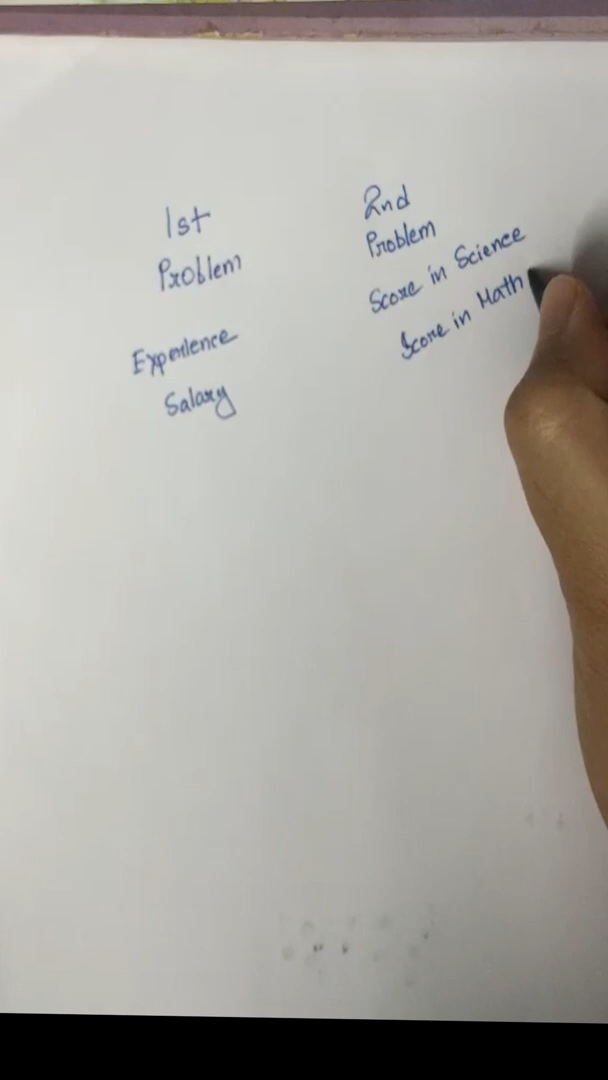 1st
Problem
Experience
Salary
2nd
Problem
Score in Science
Score in Math